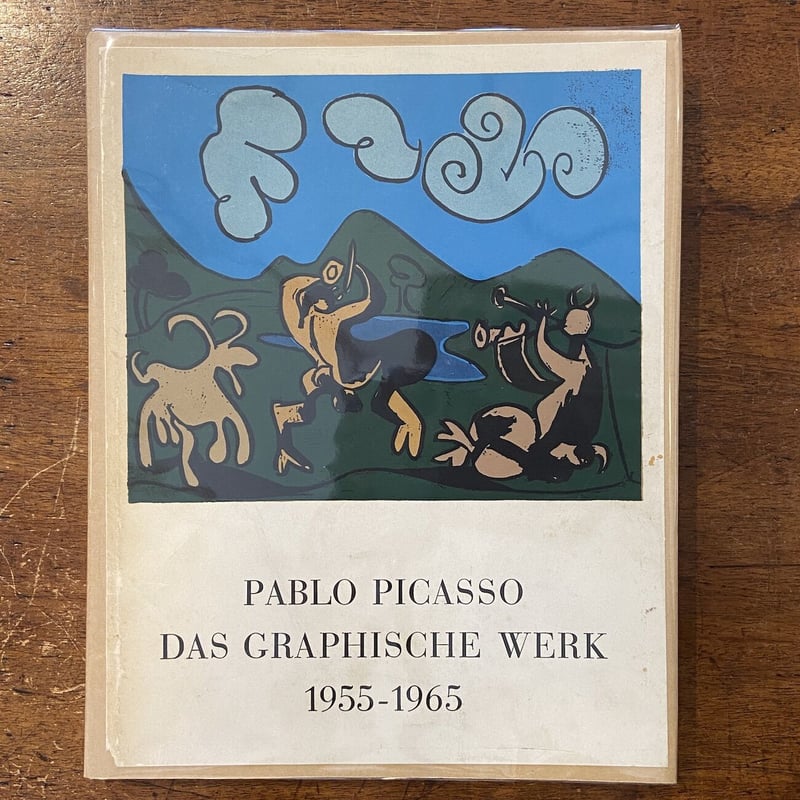 PABLO PICASSO
DAS GRAPHISCHE WERK
1955-1965